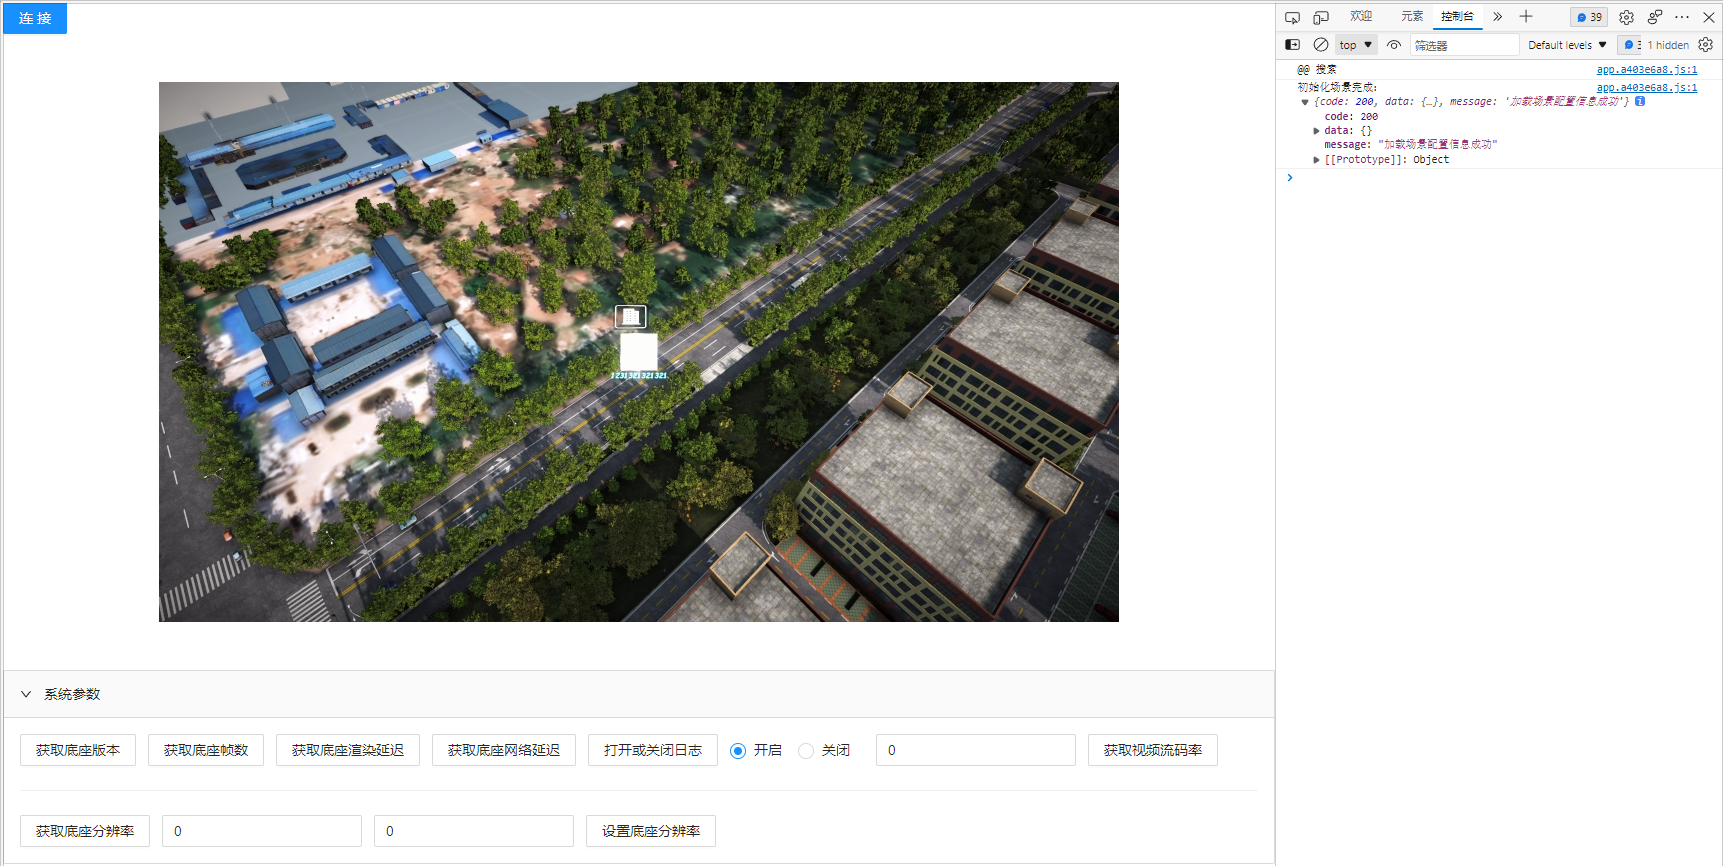 连 接
1231321321321
系统参数
获取底座版本 获取底座帧数 获取底座渲染延迟 获取底座网络延迟 打开或关闭日志 开启 关闭 0 获取视频流码率
获取底座分辨率 0 0 设置底座分辨率
欢迎 元素 控制台 39
top 筛选器 Default levels 1 hidden
@@ 搜索 app.a403e6a8.js:1
初始化场景完成: app.a403e6a8.js:1
{code: 200, data: {…}, message: '加载场景配置信息成功'}
code: 200
data: {}
message: "加载场景配置信息成功"
[[Prototype]]: Object